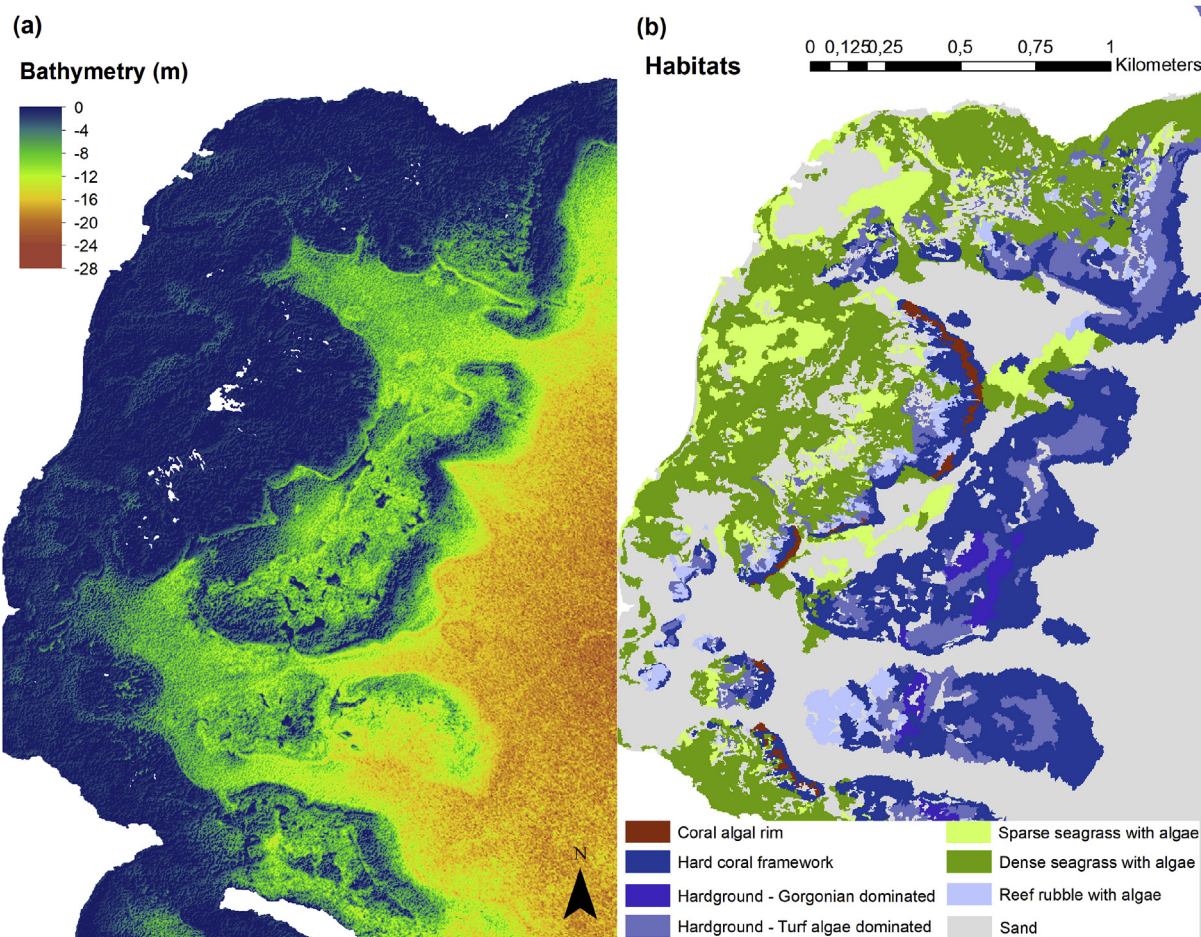 (a)
Bathymetry (m)
0
-4
-8
-12
-16
-20
-24
-28
N
(b)
Habitats
0 0,125 0,25 0,5 0,75 1
Kilometers
Coral algal rim
Hard coral framework
Hardground - Gorgonian dominated
Hardground - Turf algae dominated
Sparse seagrass with algae
Dense seagrass with algae
Reef rubble with algae
Sand